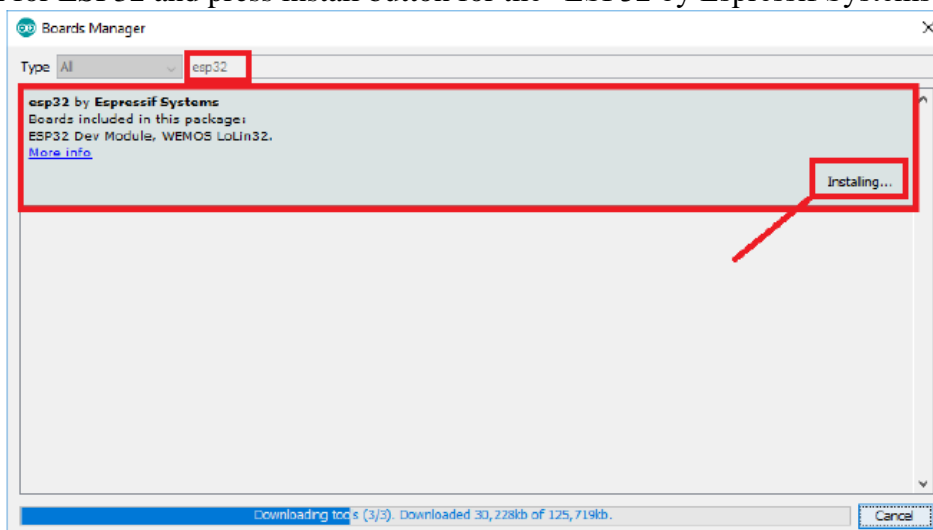 for ESP32 and press install button for the "ESP32 by Espressif Systems
Boards Manager
Type All esp32
esp32 by Espressif Systems
Boards included in this package:
ESP32 Dev Module, WEMOS LoLin32.
More info
Instaling...
Downloading tools (3/3). Downloaded 30,228kb of 125,719kb.
Cancel